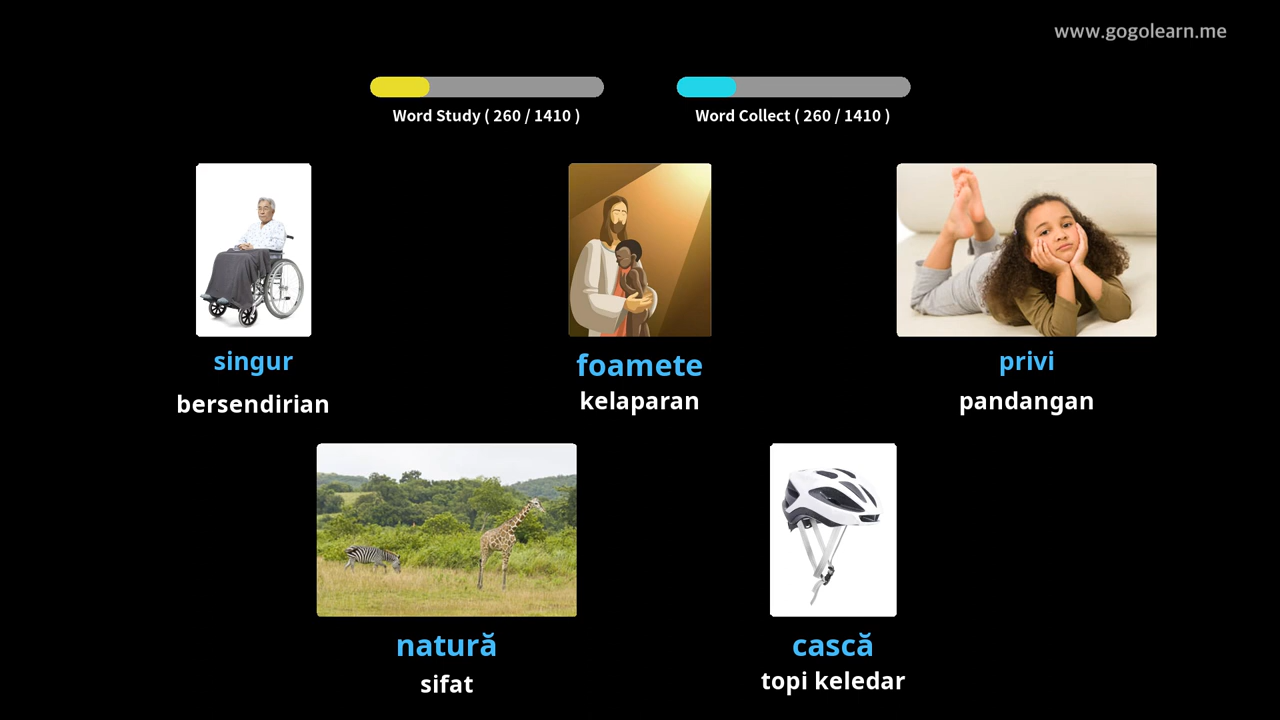 www.gogolearn.me
Word Study ( 260 / 1410 )
Word Collect ( 260 / 1410 )
singur
bersendirian
foamete
kelaparan
privi
pandangan
natură
sifat
cască
topi keledar